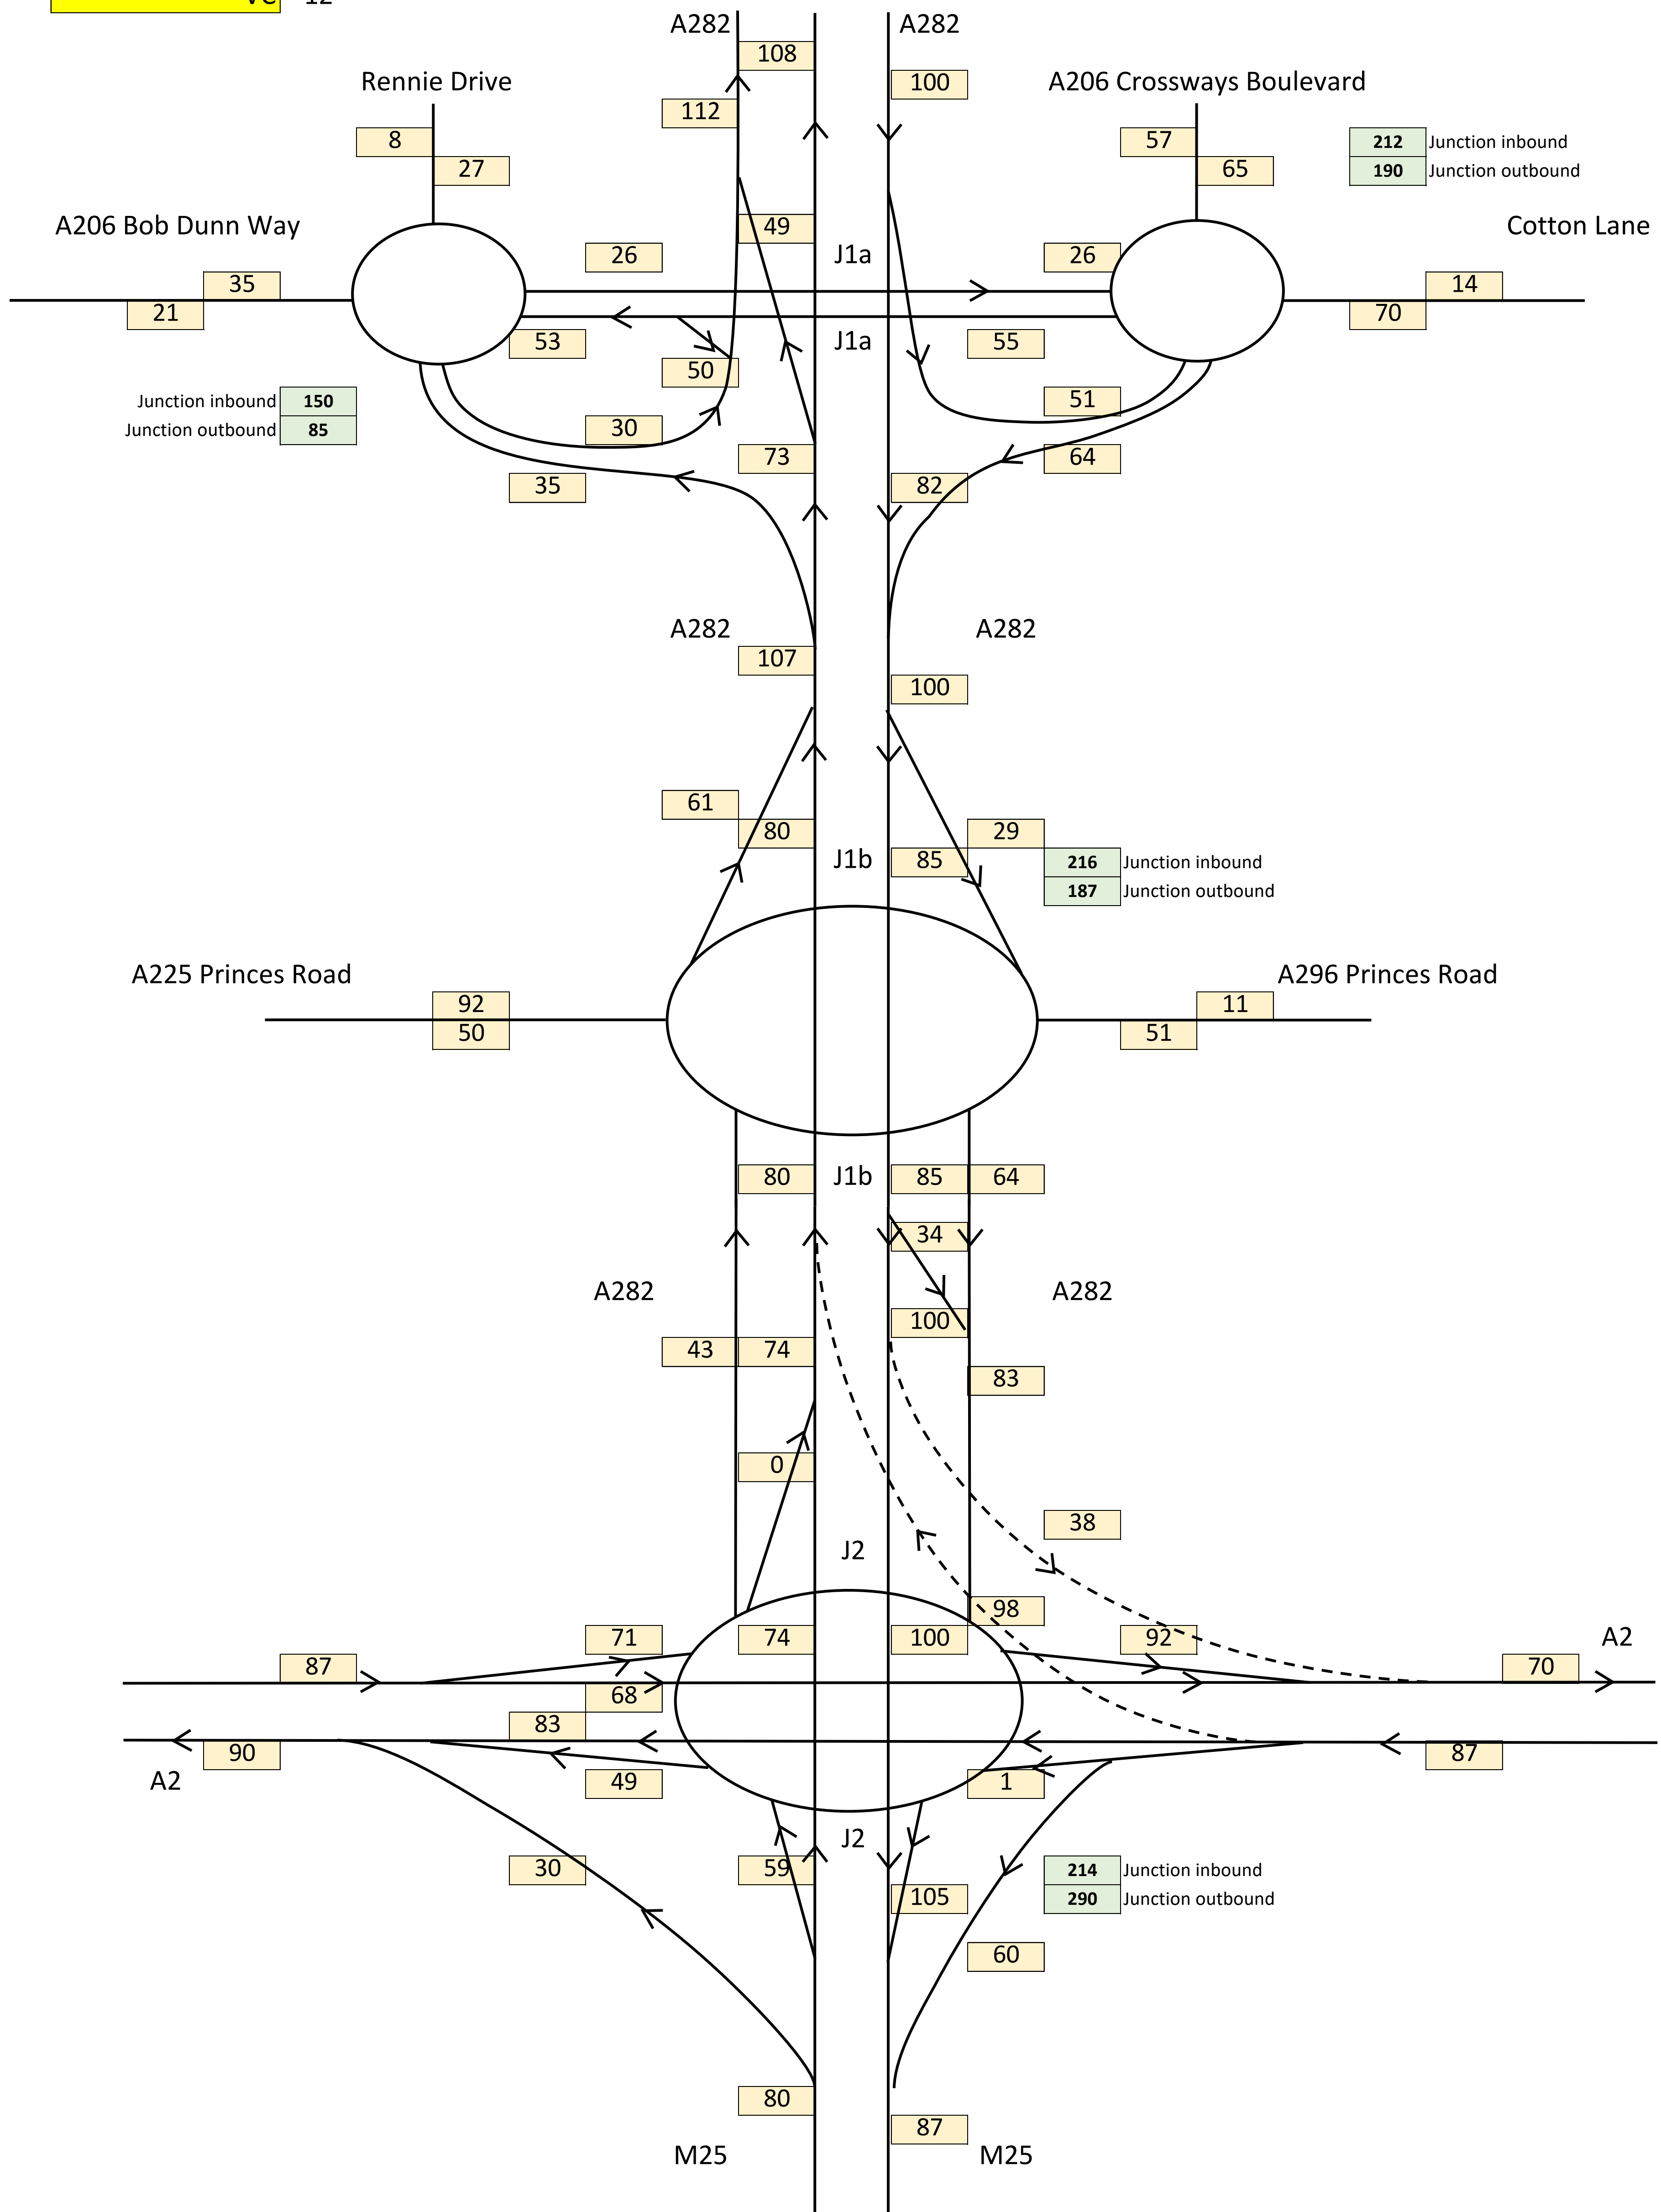 VC 12
A282 A282
108
100
Rennie Drive A206 Crossways Boulevard
112
8 57 212 Junction inbound
27 65 190 Junction outbound
A206 Bob Dunn Way 49 Cotton Lane
26 J1a 26
35 14
21 70
53 J1a 55
50
Junction inbound 150 51
Junction outbound 85 30
73 64
35 82
A282 A282
107
100
61
80 29
J1b 85 216 Junction inbound
187 Junction outbound
A225 Princes Road A296 Princes Road
92 11
50 51
80 J1b 85 64
34
A282 A282
100
43 74
83
0
38
J2
98
71 74 100 92 A2
87 70
68
83
90 87
A2 49 1
J2
30 59 214 Junction inbound
105 290 Junction outbound
60
80
87
M25 M25